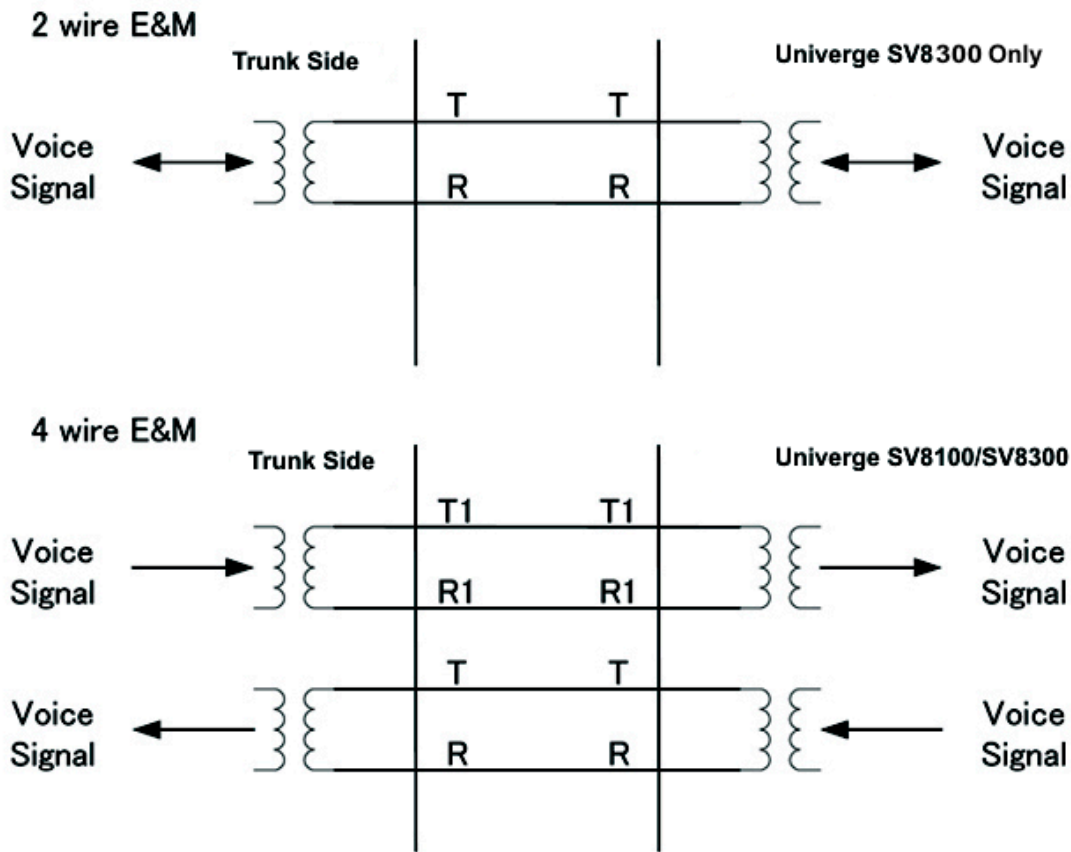 2 wire E&M
Trunk Side
Univerge SV8300 Only
T T
Voice
Signal
Voice
Signal
R R
4 wire E&M
Trunk Side
Univerge SV8100/SV8300
T1 T1
Voice
Signal
Voice
Signal
R1 R1
T T
Voice
Signal
Voice
Signal
R R